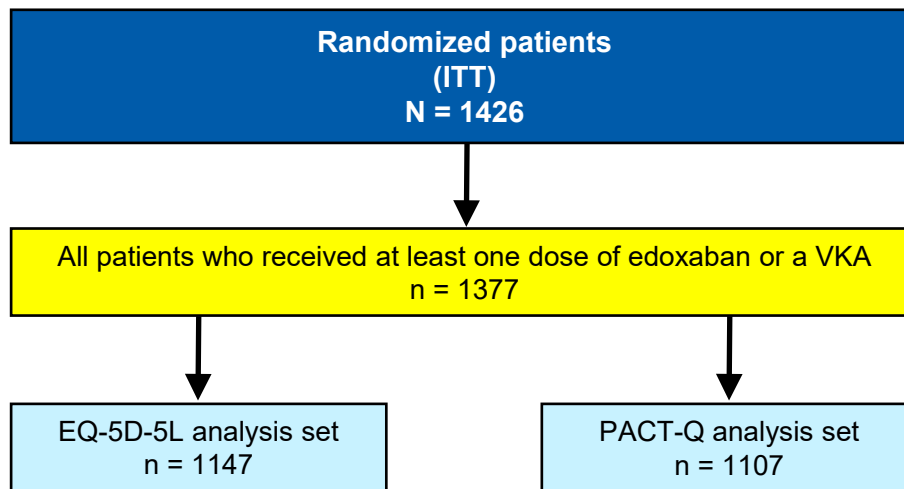 Randomized patients
(ITT)
N = 1426
All patients who received at least one dose of edoxaban or a VKA
n = 1377
EQ-5D-5L analysis set
n = 1147
PACT-Q analysis set
n = 1107